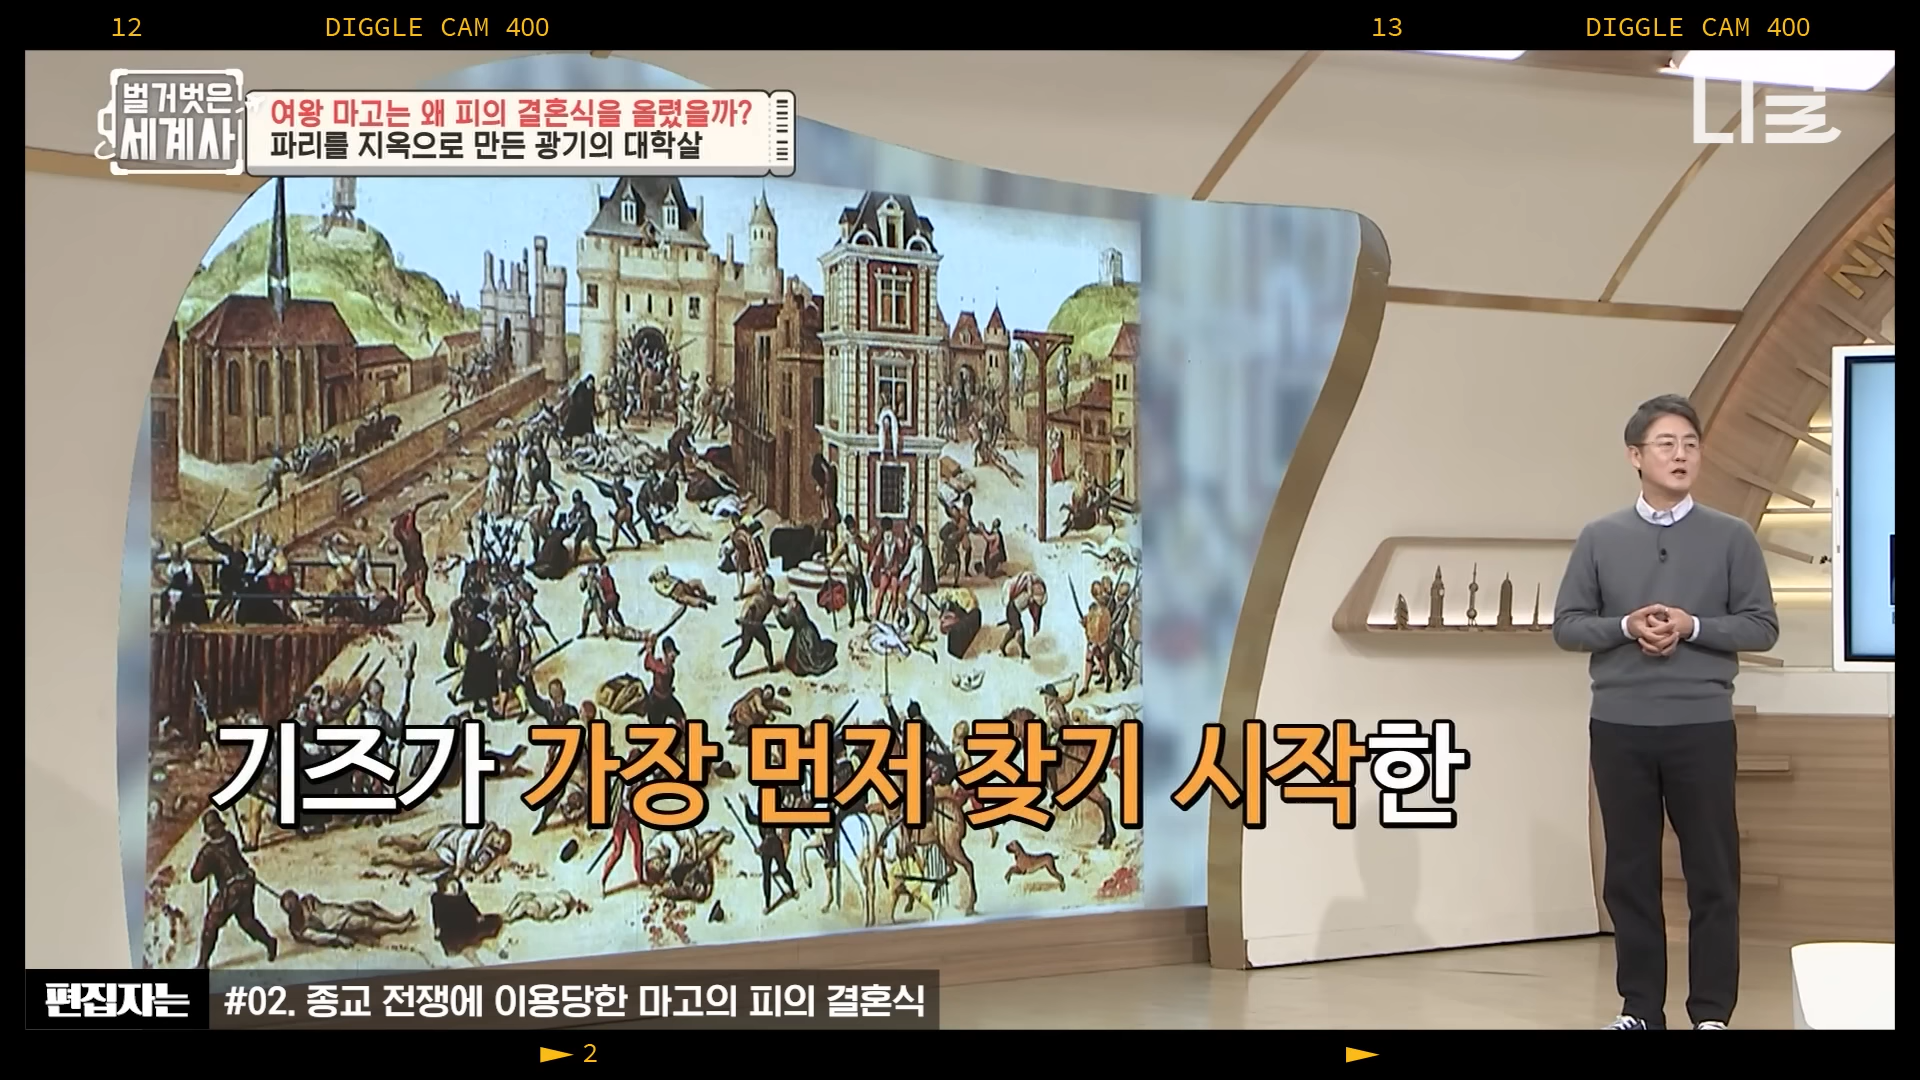 12 DIGGLE CAM 400 13 DIGGLE CAM 400
벌거벗은
세계사
여왕 마고는 왜 피의 결혼식을 올렸을까?
파리를 지옥으로 만든 광기의 대학살
디글
기즈가 가장 먼저 찾기 시작한
편집자는 #02. 종교 전쟁에 이용당한 마고의 피의 결혼식
2